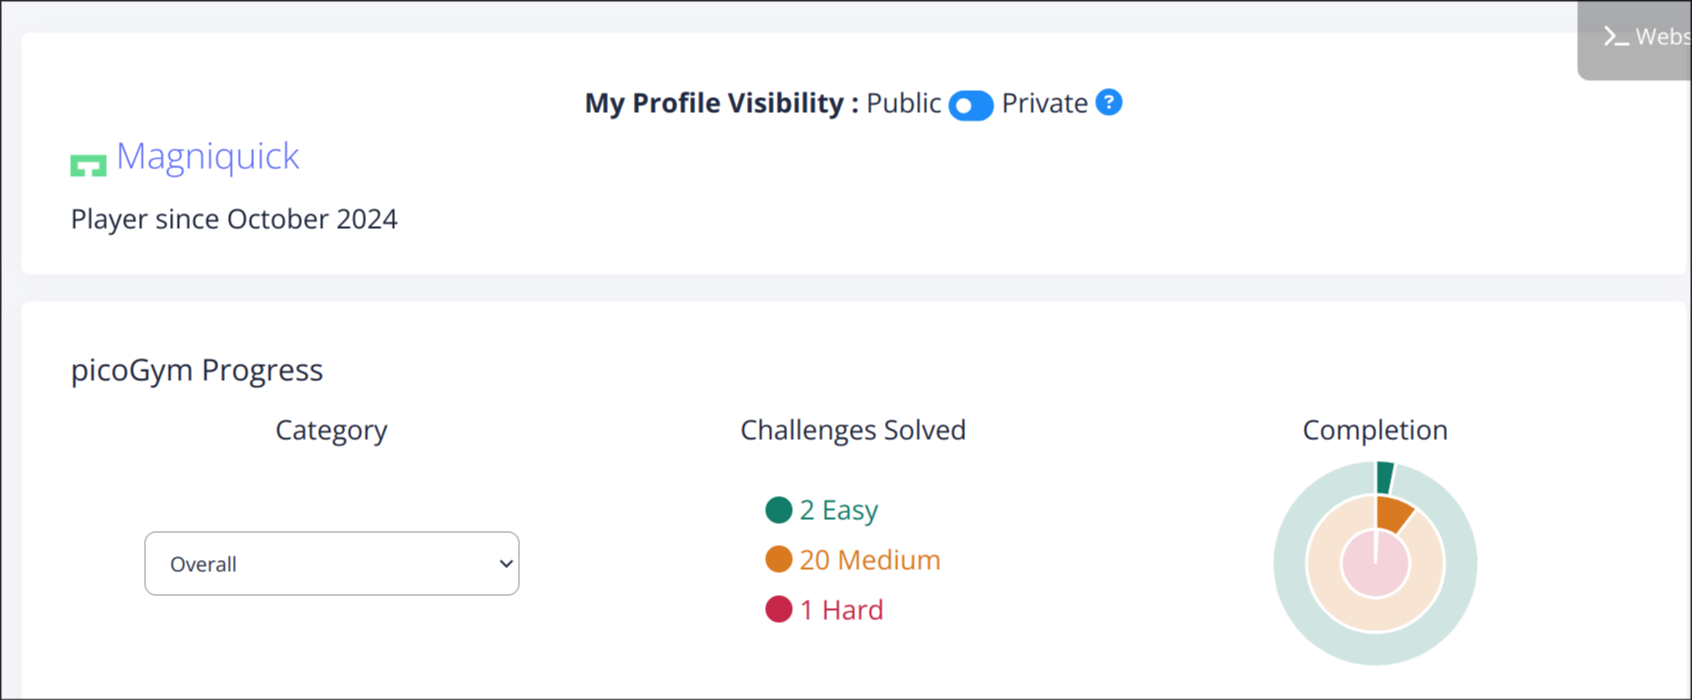 >_ Webs
My Profile Visibility : Public Private ?
Magniquick
Player since October 2024
picoGym Progress
Category
Challenges Solved
Completion
2 Easy
20 Medium
1 Hard
Overall